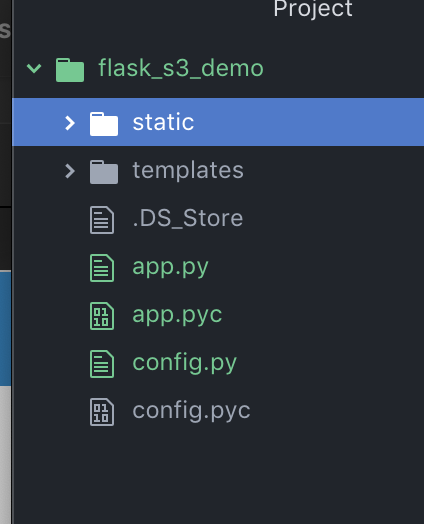 Project
flask_s3_demo
static
templates
.DS_Store
app.py
app.pyc
config.py
config.pyc